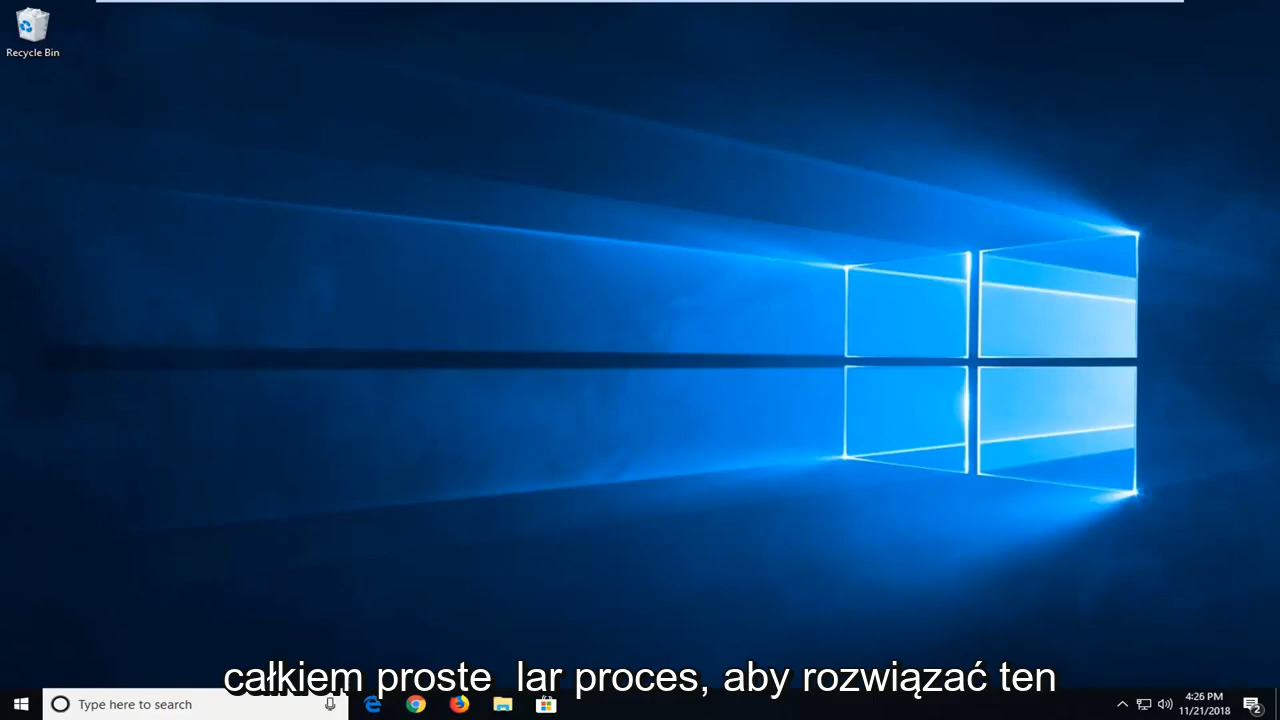 Recycle Bin
całkiem proste lar proces, aby rozwiązać ten
Type here to search
4:26 PM
11/21/2018
2